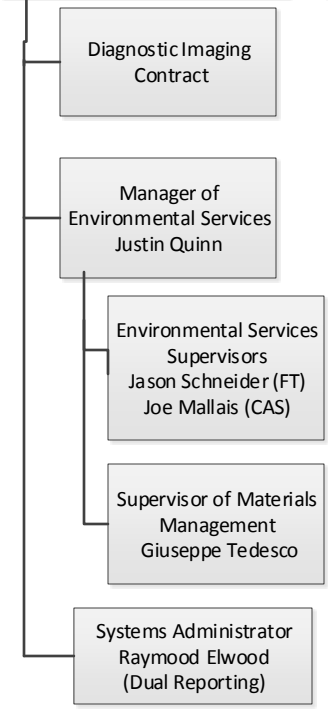 Diagnostic Imaging
Contract
Manager of
Environmental Services
Justin Quinn
Environmental Services
Supervisors
Jason Schneider (FT)
Joe Mallais (CAS)
Supervisor of Materials
Management
Giuseppe Tedesco
Systems Administrator
Raymood Elwood
(Dual Reporting)